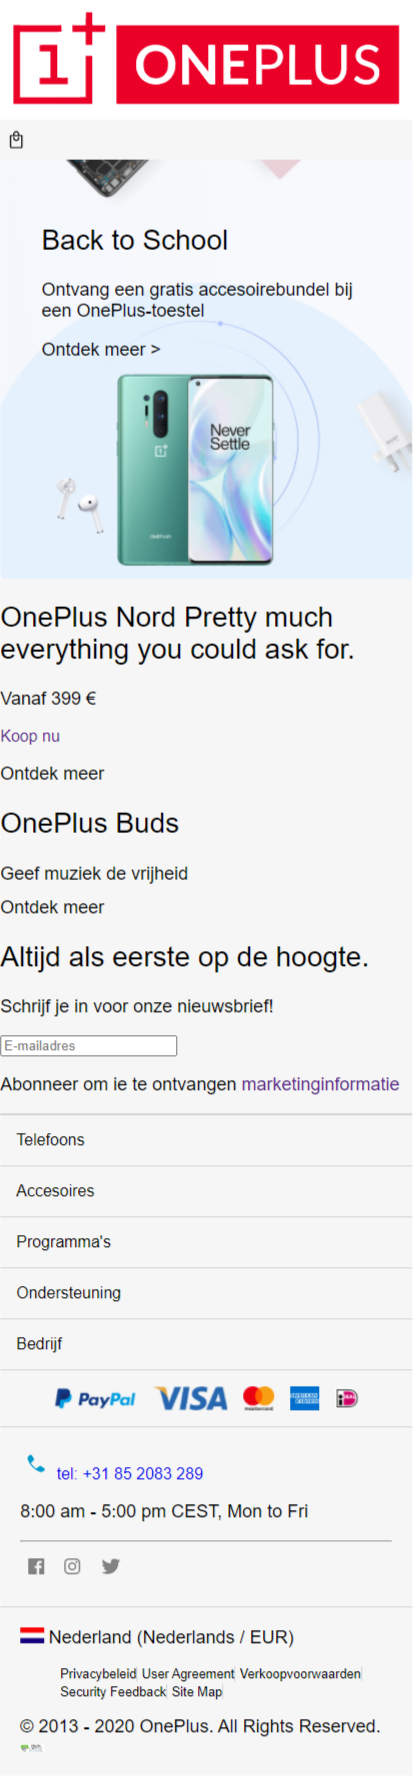 1+ ONEPLUS
Back to School
Ontvang een gratis accesoirebundel bij
een OnePlus-toestel
Ontdek meer >
Never
Settle
ONEPLUS
OnePlus Nord Pretty much
everything you could ask for.
Vanaf 399 €
Koop nu
Ontdek meer
OnePlus Buds
Geef muziek de vrijheid
Ontdek meer
Altijd als eerste op de hoogte.
Schrijf je in voor onze nieuwsbrief!
E-mailadres
Abonneer om ie te ontvangen marketinginformatie
Telefoons
Accesoires
Programma's
Ondersteuning
Bedrijf
PayPal VISA mastercard AMERICAN EXPRESS iDEAL
tel: +31 85 2083 289
8:00 am - 5:00 pm CEST, Mon to Fri
Nederland (Nederlands / EUR)
Privacybeleid User Agreement Verkoopvoorwaarden
Security Feedback Site Map
© 2013 - 2020 OnePlus. All Rights Reserved.